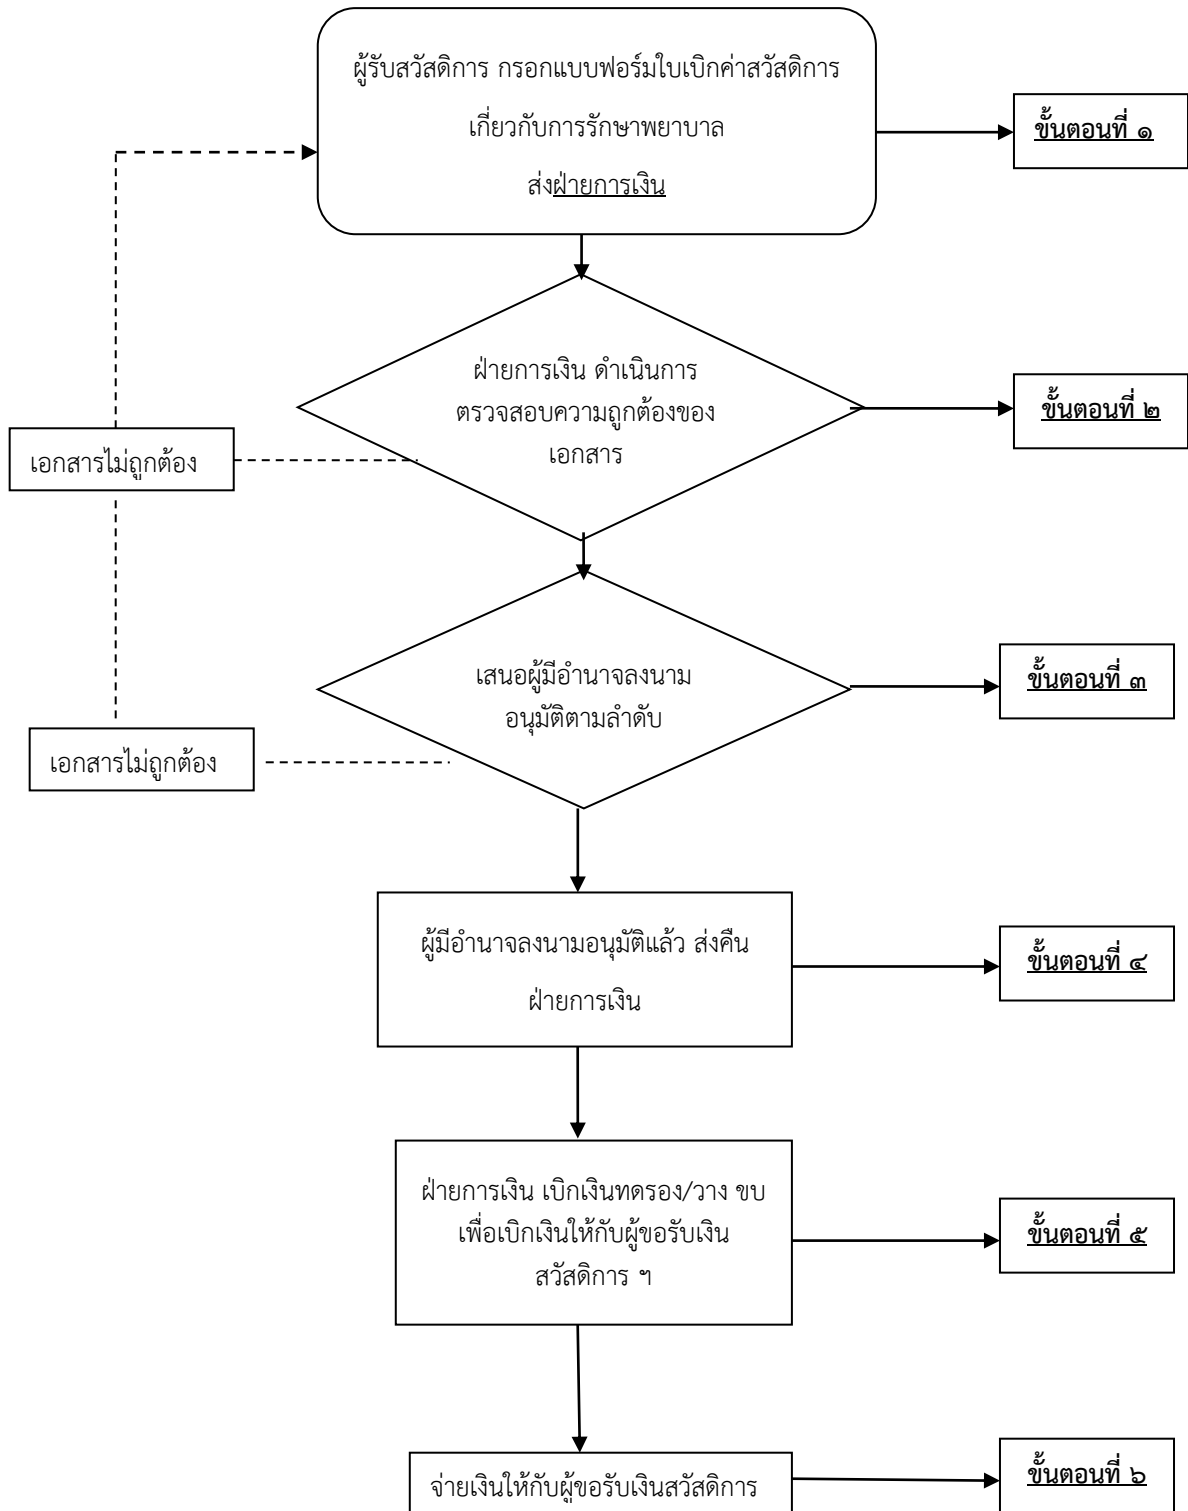 ผู้รับสวัสดิการ กรอกแบบฟอร์มใบเบิกค่าสวัสดิการ
เกี่ยวกับการรักษาพยาบาล
ส่งฝ่ายการเงิน
ขั้นตอนที่ ๑
ฝ่ายการเงิน ดำเนินการ
ตรวจสอบความถูกต้องของ
เอกสาร
ขั้นตอนที่ ๒
เอกสารไม่ถูกต้อง
เสนอผู้มีอำนาจลงนาม
อนุมัติตามลำดับ
ขั้นตอนที่ ๓
เอกสารไม่ถูกต้อง
ผู้มีอำนาจลงนามอนุมัติแล้ว ส่งคืน
ฝ่ายการเงิน
ขั้นตอนที่ ๔
ฝ่ายการเงิน เบิกเงินทดรอง/วาง ขบ
เพื่อเบิกเงินให้กับผู้ขอรับเงิน
สวัสดิการ ฯ
ขั้นตอนที่ ๕
จ่ายเงินให้กับผู้ขอรับเงินสวัสดิการ
ขั้นตอนที่ ๖